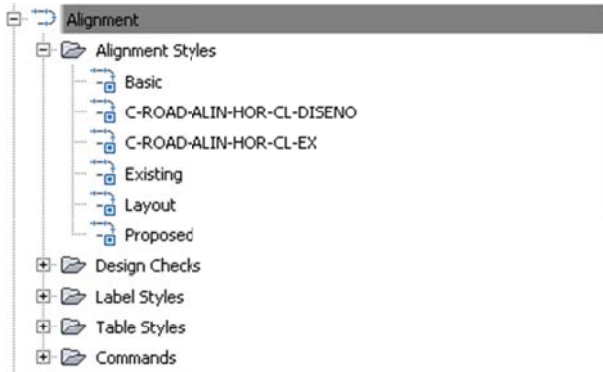 Alignment
Alignment Styles
Basic
C-ROAD-ALIN-HOR-CL-DISENO
C-ROAD-ALIN-HOR-CL-EX
Existing
Layout
Proposed
Design Checks
Label Styles
Table Styles
Commands